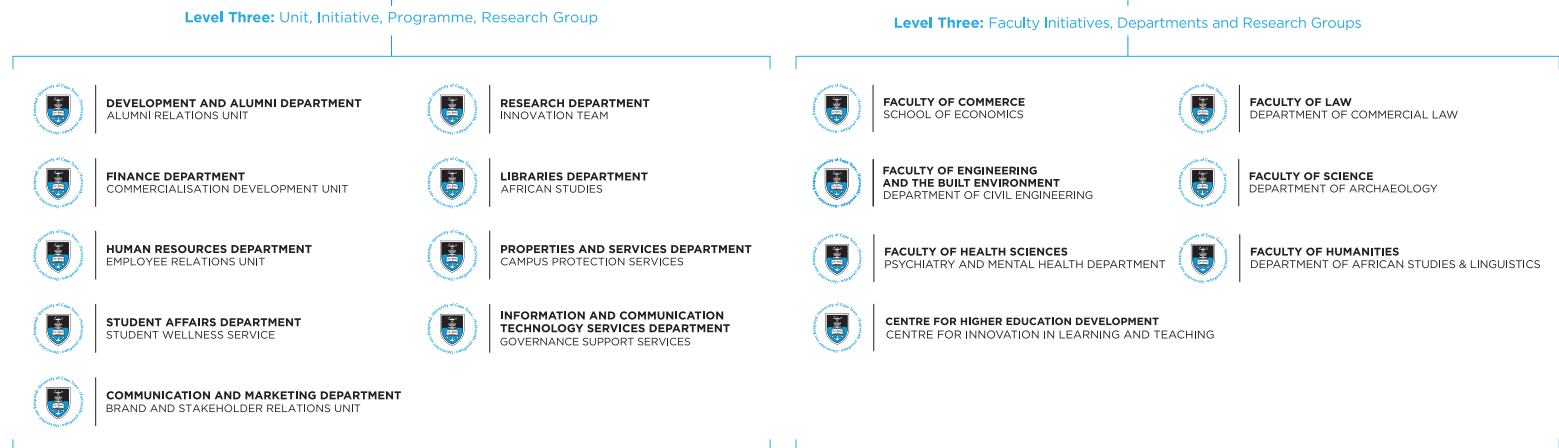 Level Three: Unit, Initiative, Programme, Research Group
DEVELOPMENT AND ALUMNI DEPARTMENT
ALUMNI RELATIONS UNIT
RESEARCH DEPARTMENT
INNOVATION TEAM
FINANCE DEPARTMENT
COMMERCIALISATION DEVELOPMENT UNIT
LIBRARIES DEPARTMENT
AFRICAN STUDIES
HUMAN RESOURCES DEPARTMENT
EMPLOYEE RELATIONS UNIT
PROPERTIES AND SERVICES DEPARTMENT
CAMPUS PROTECTION SERVICES
STUDENT AFFAIRS DEPARTMENT
STUDENT WELLNESS SERVICE
INFORMATION AND COMMUNICATION
TECHNOLOGY SERVICES DEPARTMENT
GOVERNANCE SUPPORT SERVICES
COMMUNICATION AND MARKETING DEPARTMENT
BRAND AND STAKEHOLDER RELATIONS UNIT
Level Three: Faculty Initiatives, Departments and Research Groups
FACULTY OF COMMERCE
SCHOOL OF ECONOMICS
FACULTY OF LAW
DEPARTMENT OF COMMERCIAL LAW
FACULTY OF ENGINEERING
AND THE BUILT ENVIRONMENT
DEPARTMENT OF CIVIL ENGINEERING
FACULTY OF SCIENCE
DEPARTMENT OF ARCHAEOLOGY
FACULTY OF HEALTH SCIENCES
PSYCHIATRY AND MENTAL HEALTH DEPARTMENT
FACULTY OF HUMANITIES
DEPARTMENT OF AFRICAN STUDIES & LINGUISTICS
CENTRE FOR HIGHER EDUCATION DEVELOPMENT
CENTRE FOR INNOVATION IN LEARNING AND TEACHING